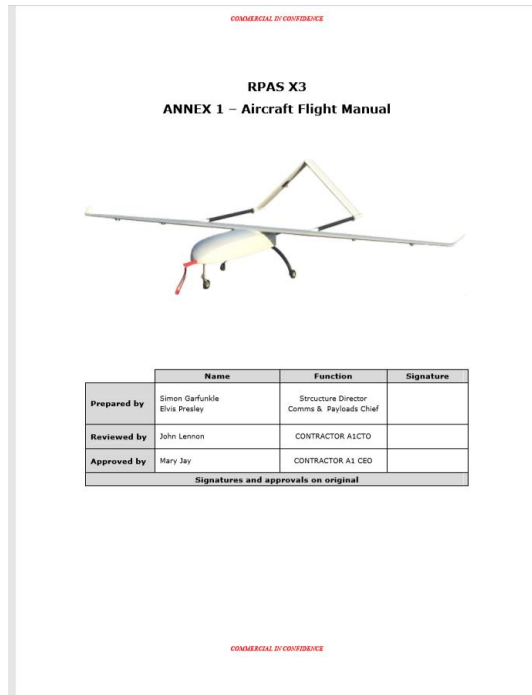 COMMERCIAL IN CONFIDENCE
RPAS X3
ANNEX 1 – Aircraft Flight Manual
Name Function Signature
Prepared by
Simon Garfunkle Strcucture Director
Elvis Presley Comms & Payloads Chief
Reviewed by John Lennon CONTRACTOR A1CTO
Approved by Mary Jay CONTRACTOR A1 CEO
Signatures and approvals on original
COMMERCIAL IN CONFIDENCE